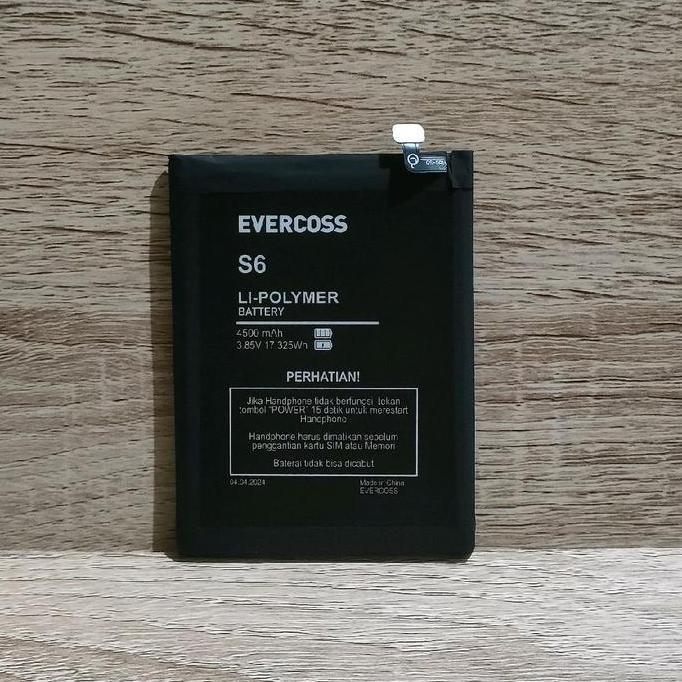 EVERCOSS
S6
LI-POLYMER
BATTERY
4500 mAh
3.85V 17.325Wh
PERHATIAN!
Jika Handphone tidak berfungsi, tekan
tombol "POWER" 15 detik untuk merestart
Handphone
Handphone harus dimatikan sebelum
penggantian kartu SIM atau Memori
Baterai tidak bisa dicabut
04.04.2024
Made in China
EVERCOSS